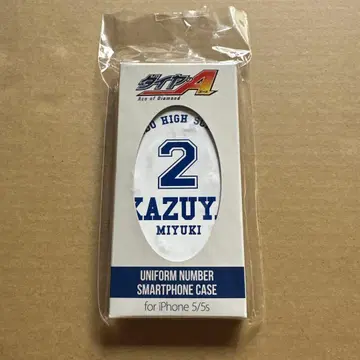 ダイヤのA
Ace of Diamond
DO HIGH SC
2
KAZUYA
MIYUKI
UNIFORM NUMBER
SMARTPHONE CASE
for iPhone 5/5s